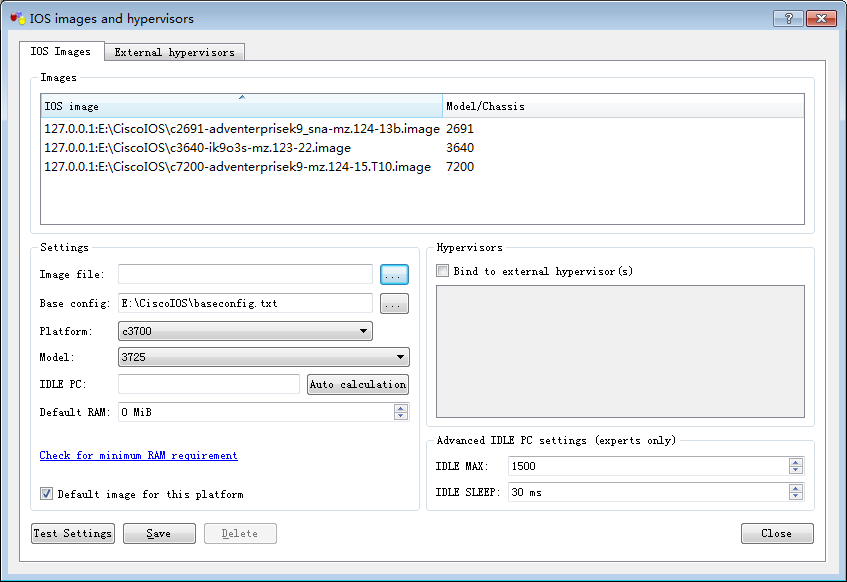 IOS images and hypervisors
IOS Images
External hypervisors
Images
IOS image
Model/Chassis
127.0.0.1:E:\CiscoIOS\c2691-adventerprisek9_sna-mz.124-13b.image 2691
127.0.0.1:E:\CiscoIOS\c3640-ik9o3s-mz.123-22.image 3640
127.0.0.1:E:\CiscoIOS\c7200-adventerprisek9-mz.124-15.T10.image 7200
Settings
Image file:
...
Base config: E:\CiscoIOS\baseconfig.txt
...
Platform: c3700
Model: 3725
IDLE PC:
Auto calculation
Default RAM: 0 MiB
Check for minimum RAM requirement
Default image for this platform
Hypervisors
Bind to external hypervisor(s)
Advanced IDLE PC settings (experts only)
IDLE MAX: 1500
IDLE SLEEP: 30 ms
Test Settings
Save
Delete
Close